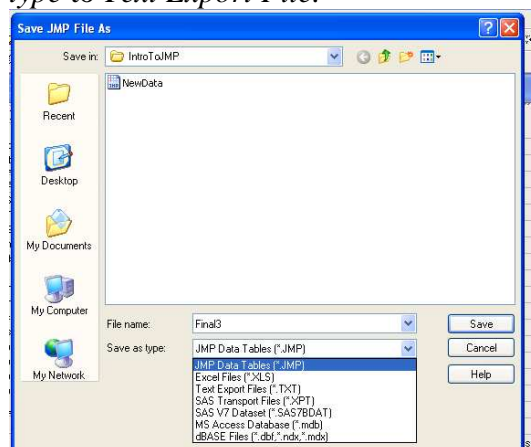 type to Text Export File.
Save JMP File As
Save in: IntroToJMP
NewData
Recent
Desktop
My Documents
My Computer
My Network
File name: Final3 Save
Save as type: JMP Data Tables (*.JMP) Cancel
JMP Data Tables (*.JMP)
Excel Files (*.XLS) Help
Text Export Files (*.TXT)
SAS Transport Files (*.XPT)
SAS V7 Dataset (*.SAS7BDAT)
MS Access Database (*.mdb)
dBASE Files (*.dbf,*.ndx,*.mdx)